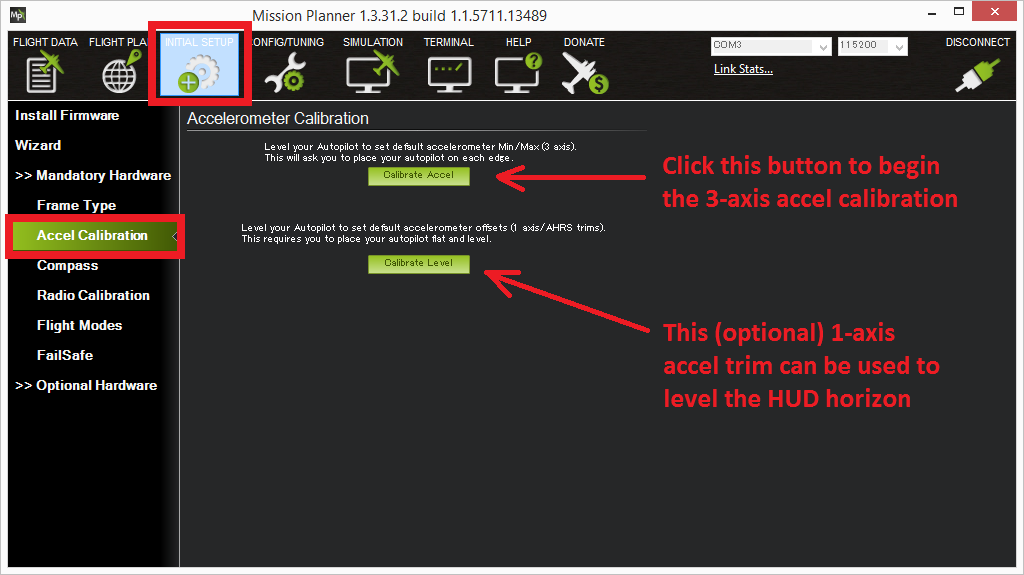 Mp
Mission Planner 1.3.31.2 build 1.1.5711.13489
FLIGHT DATA
FLIGHT PLA
INITIAL SETUP
ONFIG/TUNING
SIMULATION
TERMINAL
HELP
DONATE
COM3
115200
DISCONNECT
Link Stats...
Install Firmware
Wizard
>> Mandatory Hardware
Frame Type
Accel Calibration
Compass
Radio Calibration
Flight Modes
FailSafe
>> Optional Hardware
Accelerometer Calibration
Level your Autopilot to set default accelerometer Min/Max (3 axis).
This will ask you to place your autopilot on each edge.
Calibrate Accel
Click this button to begin
the 3-axis accel calibration
Level your Autopilot to set default accelerometer offsets (1 axis/AHRS trims).
This requires you to place your autopilot flat and level.
Calibrate Level
This (optional) 1-axis
accel trim can be used to
level the HUD horizon